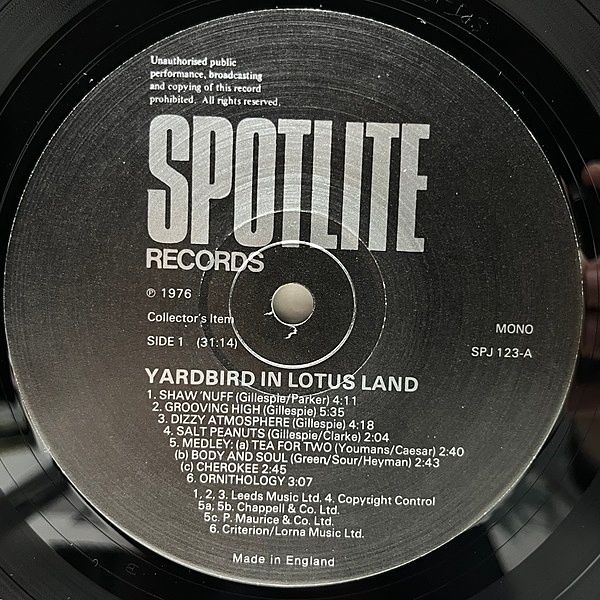 Unauthorised public
performance, broadcasting
and copying of this record
prohibited. All rights reserved.
SPOTLITE
RECORDS
℗ 1976
Collector's Item
SIDE 1 (31:14)
MONO
SPJ 123-A
YARDBIRD IN LOTUS LAND
1. SHAW 'NUFF (Gillespie/Parker) 4:11
2. GROOVING HIGH (Gillespie) 5:35
3. DIZZY ATMOSPHERE (Gillespie) 4:18
4. SALT PEANUTS (Gillespie/Clarke) 2:04
5. MEDLEY: (a) TEA FOR TWO (Youmans/Caesar) 2:40
(b) BODY AND SOUL (Green/Sour/Heyman) 2:43
(c) CHEROKEE 2:45
6. ORNITHOLOGY 3:07
1, 2, 3. Leeds Music Ltd. 4. Copyright Control
5a, 5b. Chappell & Co. Ltd.
5c. P. Maurice & Co. Ltd.
6. Criterion/Lorna Music Ltd.
Made in England